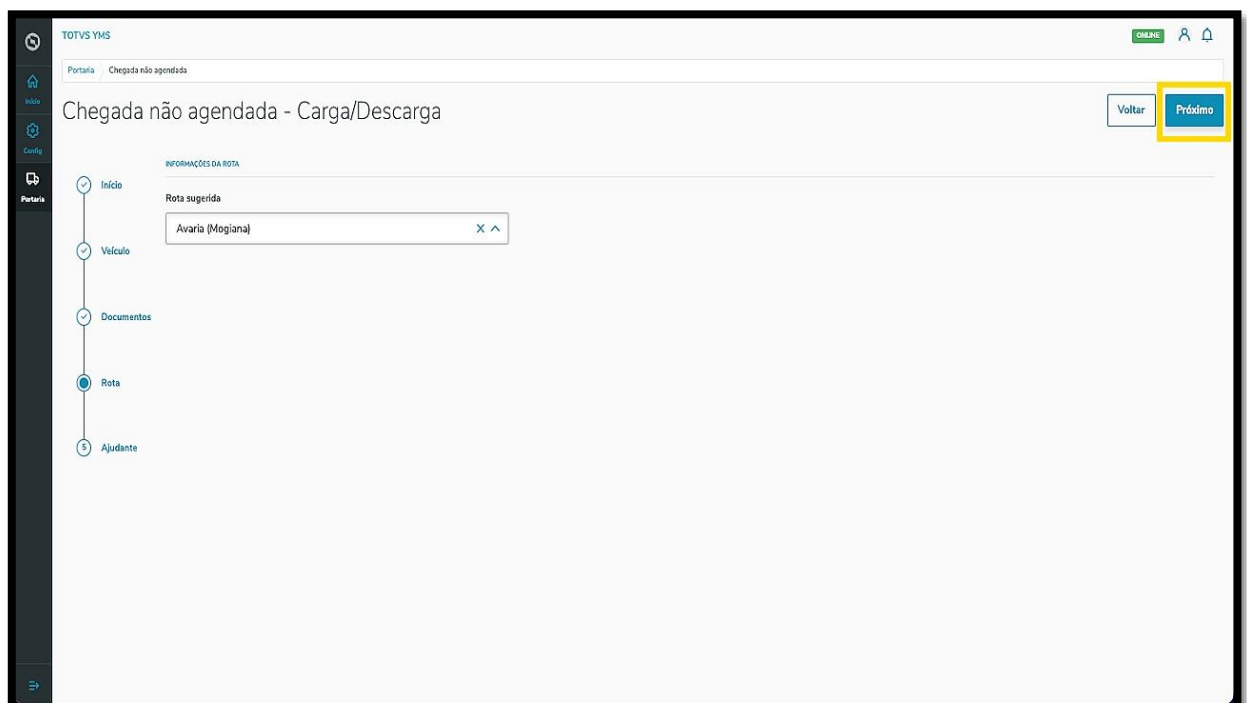 TOTVS YMS
ONLINE
Portaria Chegada não agendada
Chegada não agendada - Carga/Descarga
Voltar
Próximo
Início
Config
Portaria
INFORMAÇÕES DA ROTA
Início
Rota sugerida
Avaria (Mogiana)
Veículo
Documentos
Rota
5 Ajudante